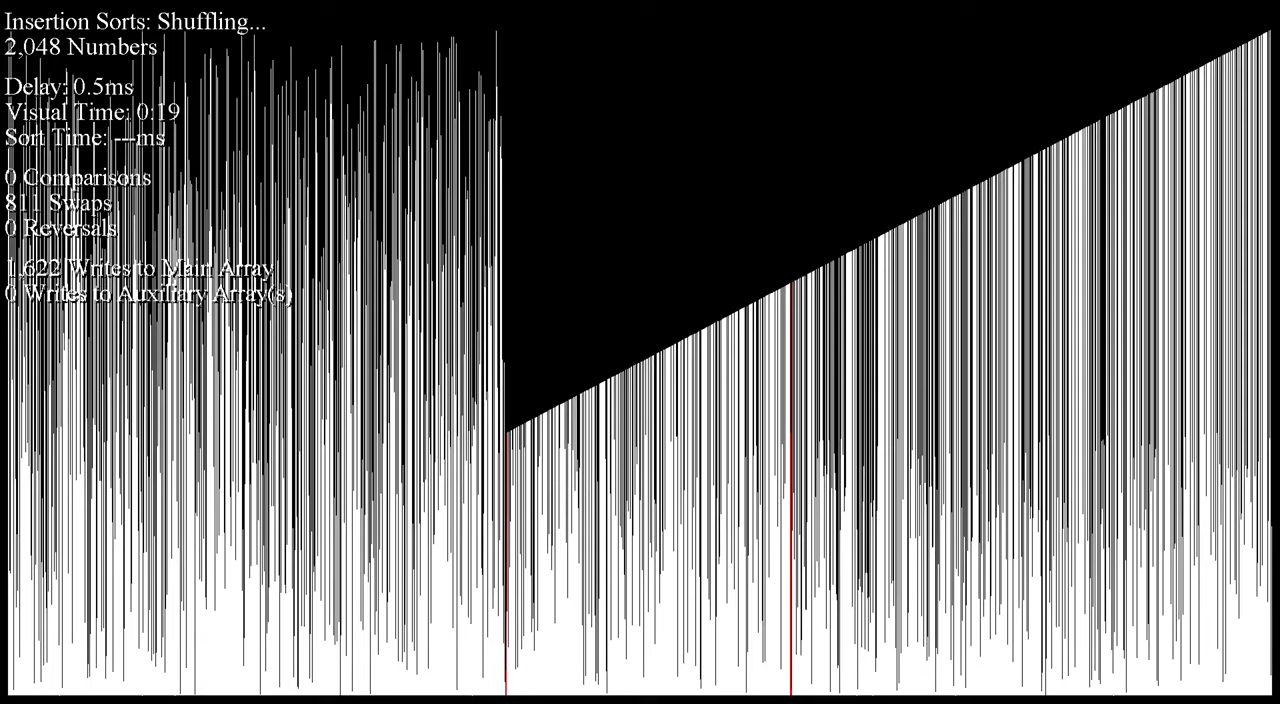 Insertion Sorts: Shuffling...
2,048 Numbers
Delay: 0.5ms
Visual Time: 0:19
Sort Time: ---ms
0 Comparisons
811 Swaps
0 Reversals
1,622 Writes to Main Array
0 Writes to Auxiliary Array(s)